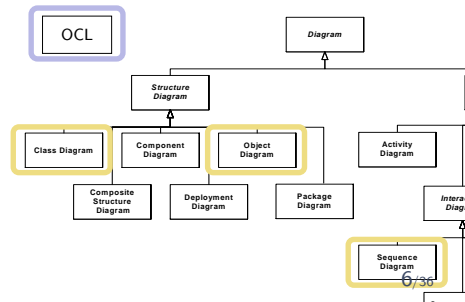 OCL
Diagram
Structure
Diagram
Class Diagram
Component
Diagram
Object
Diagram
Activity
Diagram
Composite
Structure
Diagram
Deployment
Diagram
Package
Diagram
Sequence
Diagram
6/36